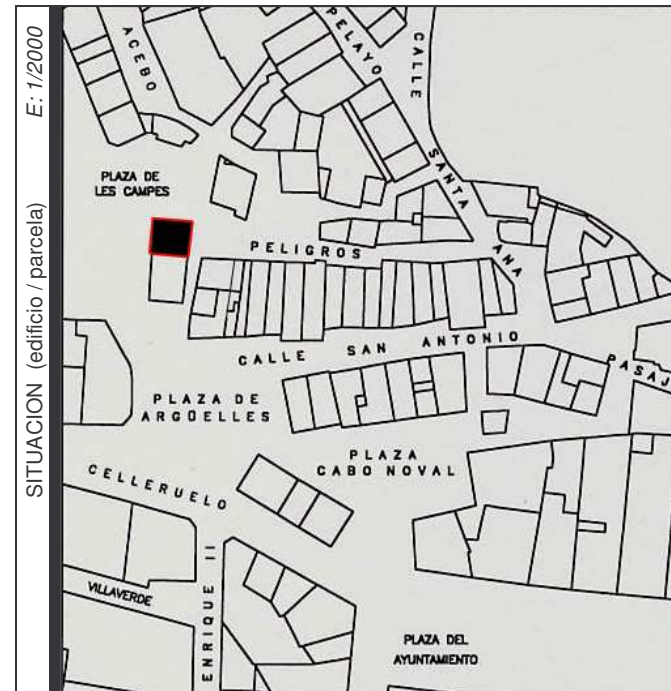 E: 1/2000
SITUACION (edificio / parcela)
ACEBO
PELAYO
CALLE
SANTA ANA
PLAZA DE
LES CAMPES
PELIGROS
CALLE SAN ANTONIO
PASAJ
PLAZA DE
ARGÜELLES
PLAZA
CABO NOVAL
CELLERUELO
VILLAVERDE
ENRIQUE II
PLAZA DEL
AYUNTAMIENTO